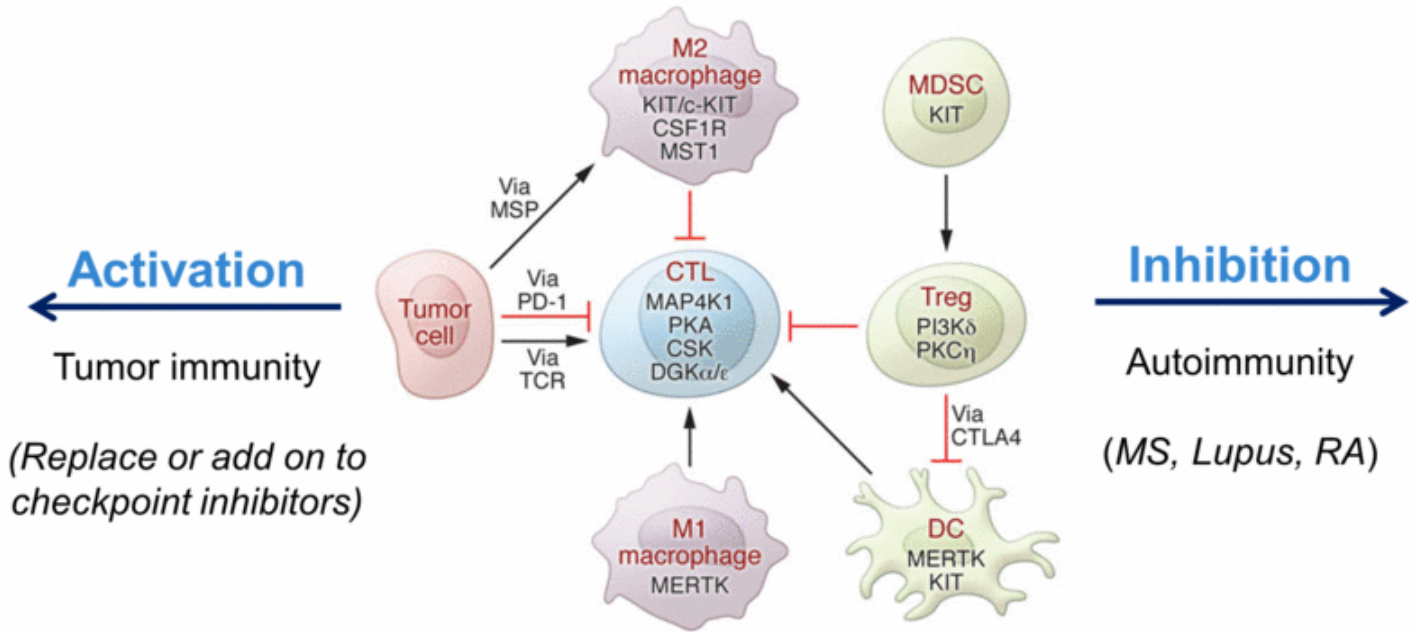 M2
macrophage
KIT/c-KIT
CSF1R
MST1
MDSC
KIT
Via
MSP
Activation
Tumor immunity
(Replace or add on to
checkpoint inhibitors)
Tumor
cell
Via
PD-1
Via
TCR
CTL
MAP4K1
PKA
CSK
DGKα/ε
Treg
PI3Kδ
PKCη
Inhibition
Autoimmunity
(MS, Lupus, RA)
Via
CTLA4
M1
macrophage
MERTK
DC
MERTK
KIT